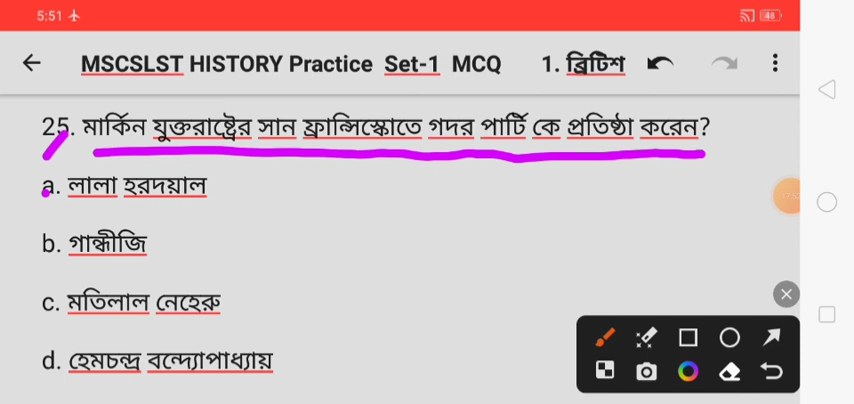 5:51
48
MSCSLST HISTORY Practice Set-1 MCQ 1. ব্রিটিশ
25. মার্কিন যুক্তরাষ্ট্রের সান ফ্রান্সিস্কোতে গদর পার্টি কে প্রতিষ্ঠা করেন?
a. লালা হরদয়াল
b. গান্ধীজি
c. মতিলাল নেহেরু
d. হেমচন্দ্র বন্দ্যোপাধ্যায়